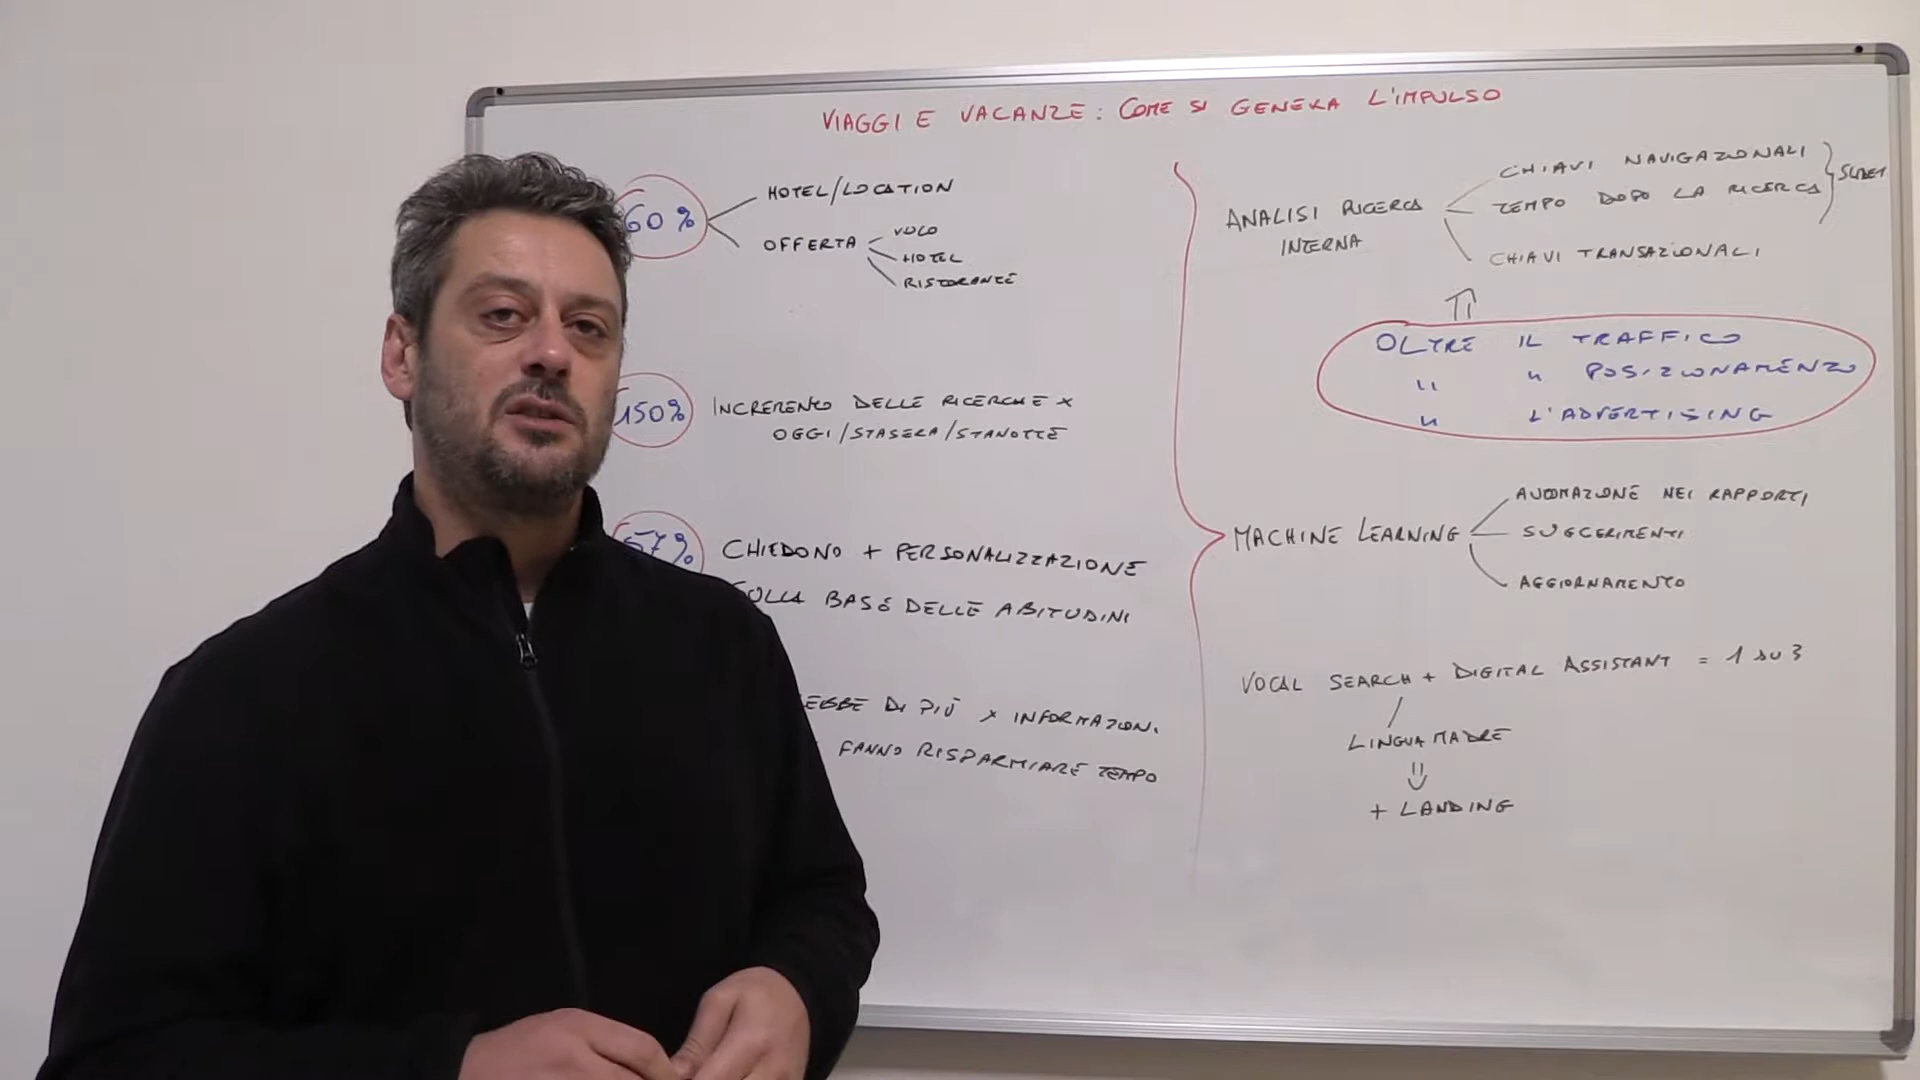 VIAGGI E VACANZE: COME SI GENERA L'IMPULSO
60%
HOTEL/LOCATION
OFFERTA
VOLO
HOTEL
RISTORANTE
150%
INCREMENTO DELLE RICERCHE X
OGGI/STASERA/STANOTTE
57%
CHIEDONO + PERSONALIZZAZIONE
SULLA BASE DELLE ABITUDINI
DI PIÙ X INFORMAZIONI
FANNO RISPARMIARE TEMPO
ANALISI RICERCA
INTERNA
CHIAVI NAVIGAZIONALI
TEMPO DOPO LA RICERCA
CHIAVI TRANSAZIONALI
OLTRE IL TRAFFICO
" " POSIZIONAMENTO
" L'ADVERTISING
MACHINE LEARNING
AUTOMAZIONE NEI RAPPORTI
SUGGERIMENTI
AGGIORNAMENTO
VOCAL SEARCH + DIGITAL ASSISTANT = 1 SU 3
LINGUA MADRE
+ LANDING